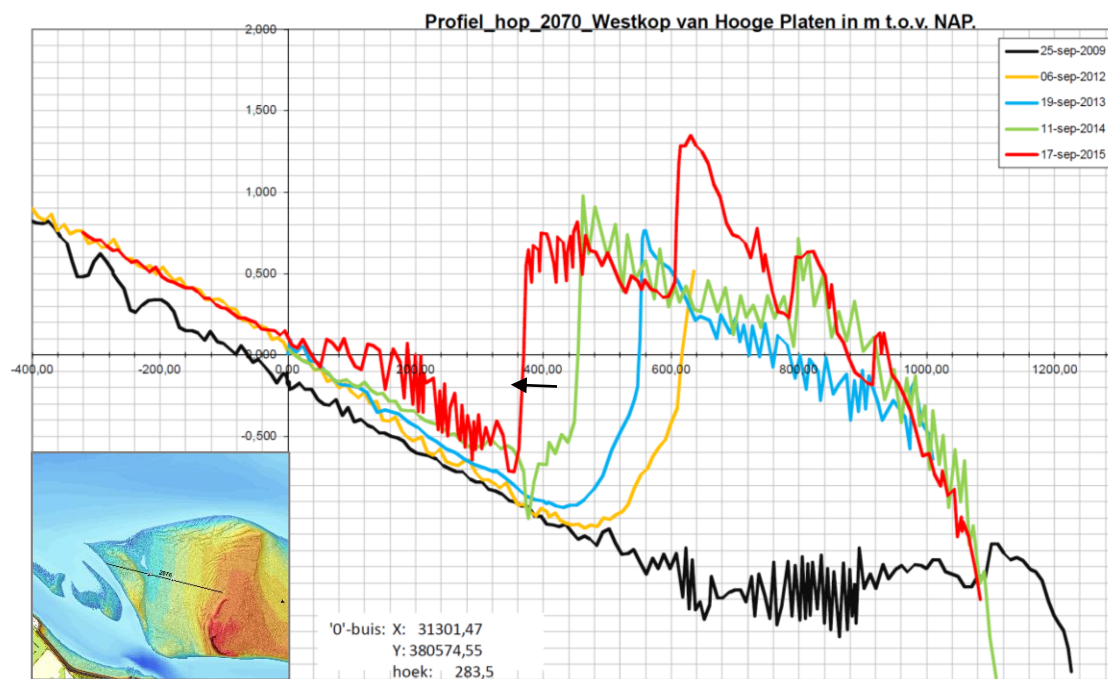 Profiel_hop_2070_Westkop van Hooge Platen in m t.o.v. NAP.
2,000
25-sep-2009
06-sep-2012
19-sep-2013
11-sep-2014
17-sep-2015
1,500
1,000
0,500
0,000
-400,00 -200,00 0,00 200,00 400,00 600,00 800,00 1000,00 1200,00
-0,500
2070
'0'-buis: X: 31301,47
Y: 380574,55
hoek: 283,5